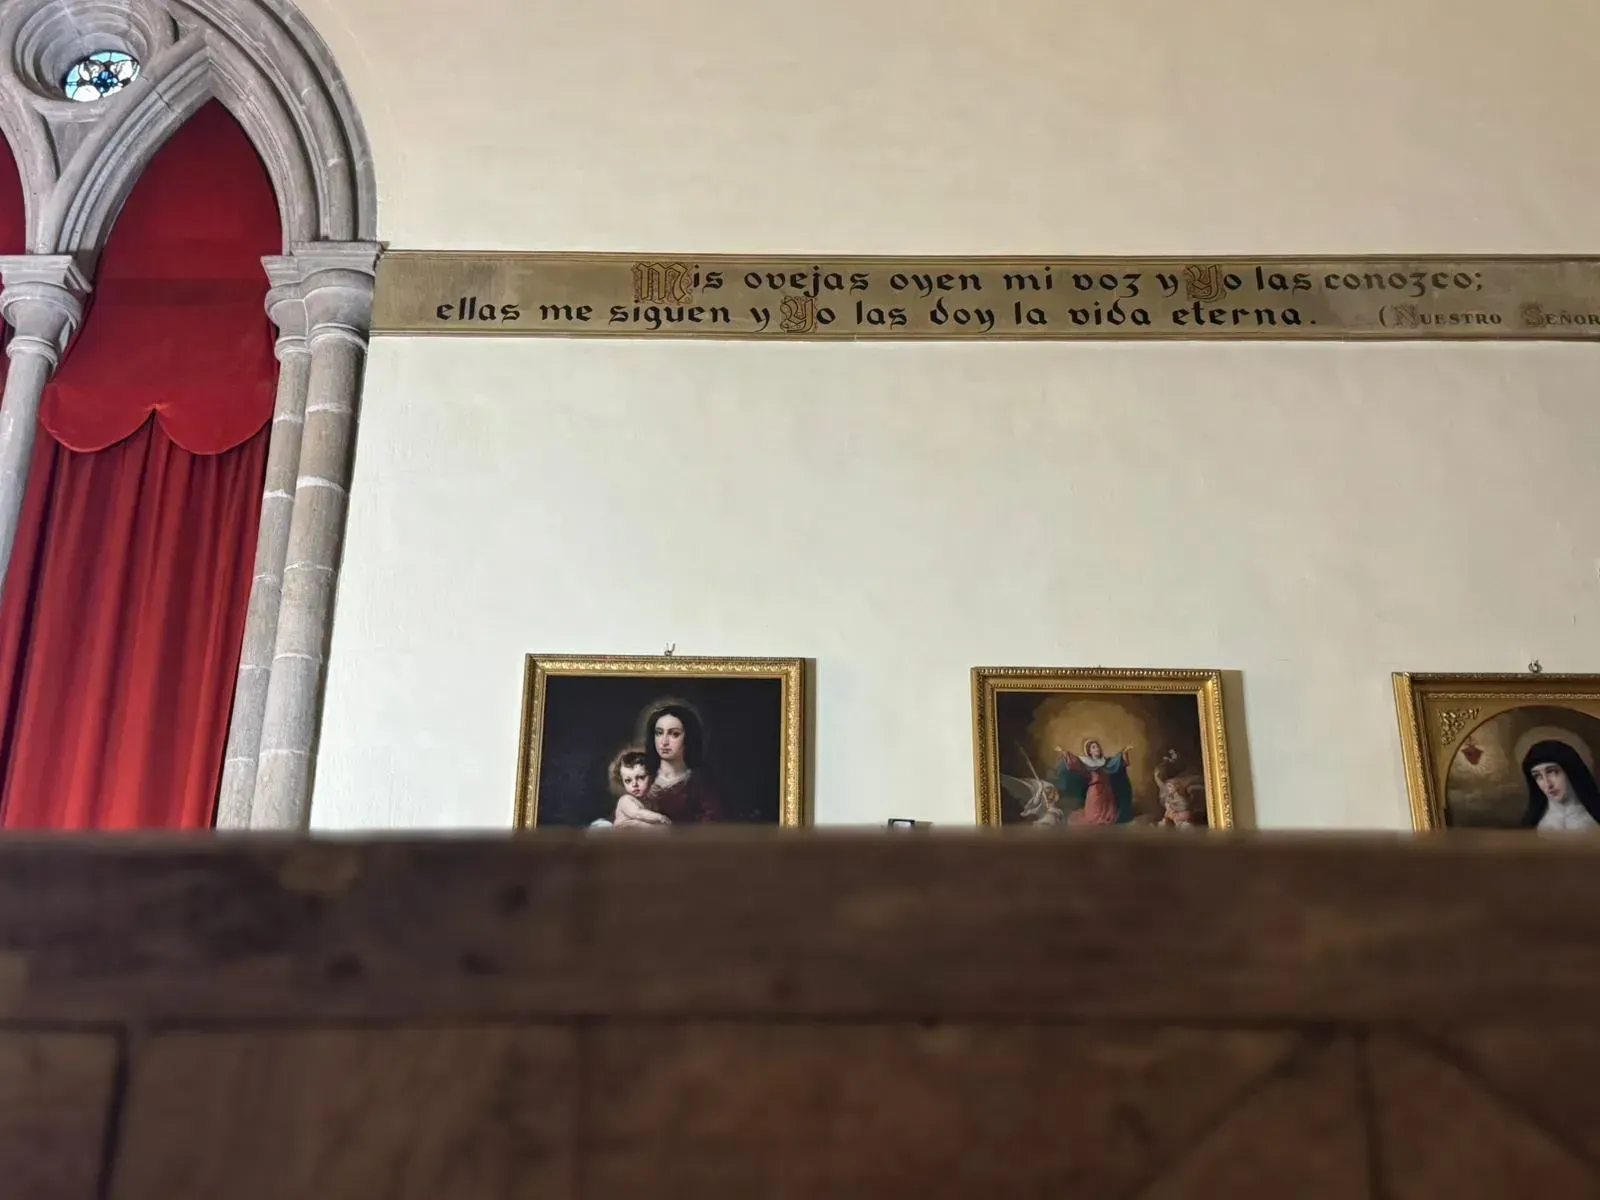 Mis ovejas oyen mi voz y Yo las conozco;
ellas me siguen y Yo las doy la vida eterna. (NUESTRO SEÑOR